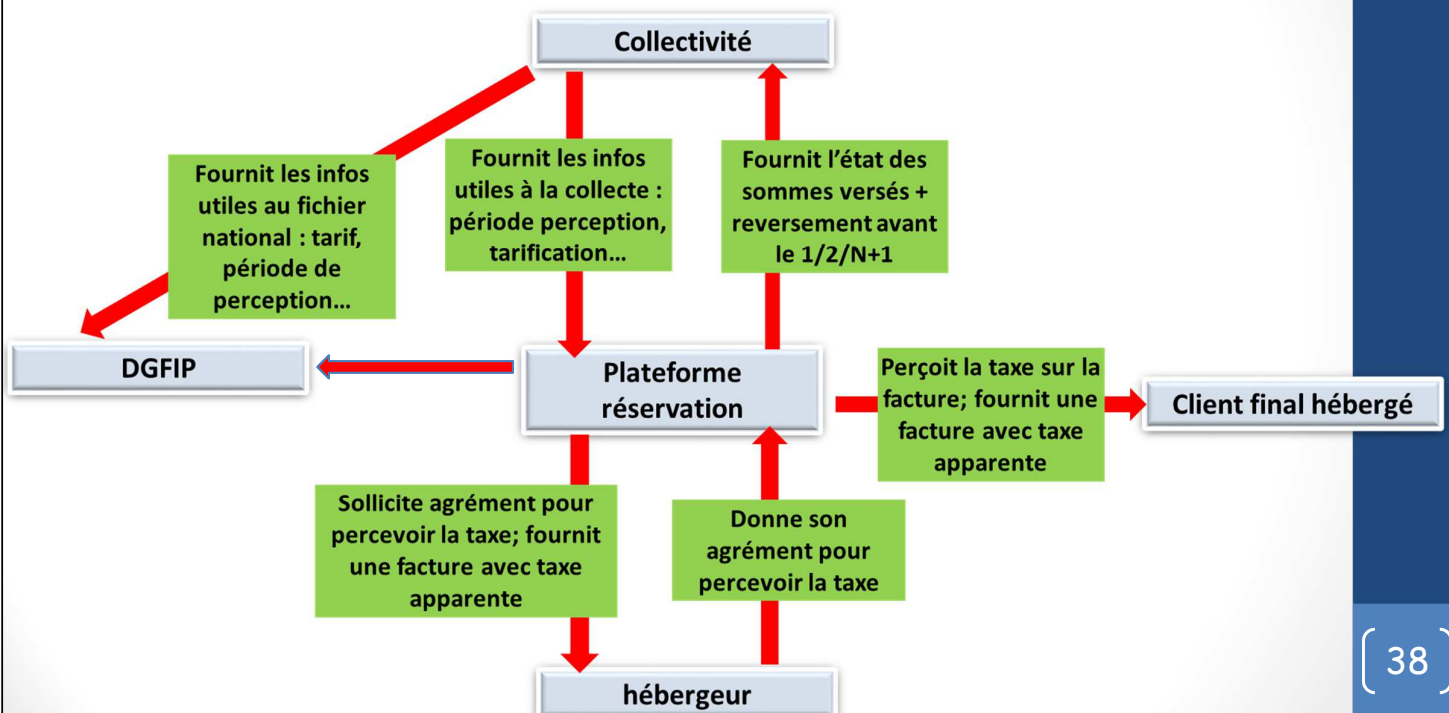 Collectivité
Fournit les infos
utiles au fichier
national : tarif,
période de
perception…
Fournit les infos
utiles à la collecte :
période perception,
tarification…
Fournit l’état des
sommes versés +
reversement avant
le 1/2/N+1
DGFIP
Plateforme
réservation
Perçoit la taxe sur la
facture; fournit une
facture avec taxe
apparente
Client final hébergé
Sollicite agrément pour
percevoir la taxe; fournit
une facture avec taxe
apparente
Donne son
agrément pour
percevoir la taxe
hébergeur
38